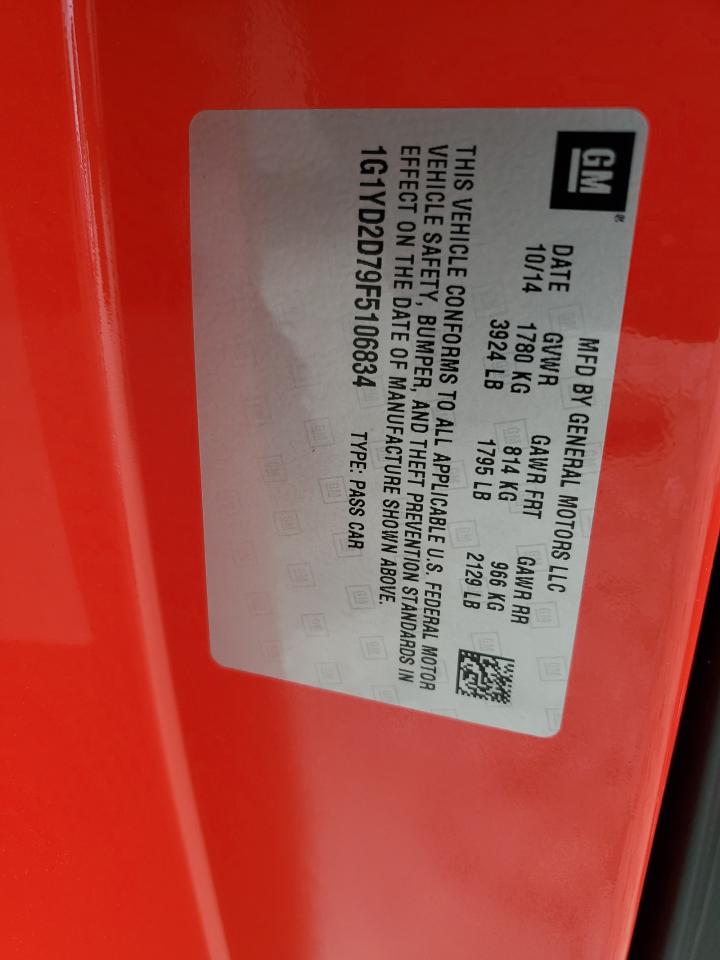 GM®
MFD BY GENERAL MOTORS LLC
DATE GVWR GAWR FRT GAWR RR
10/14 1780 KG 814 KG 966 KG
3924 LB 1795 LB 2129 LB
THIS VEHICLE CONFORMS TO ALL APPLICABLE U.S. FEDERAL MOTOR
VEHICLE SAFETY, BUMPER, AND THEFT PREVENTION STANDARDS IN
EFFECT ON THE DATE OF MANUFACTURE SHOWN ABOVE.
1G1YD2D79F5106834 TYPE: PASS CAR